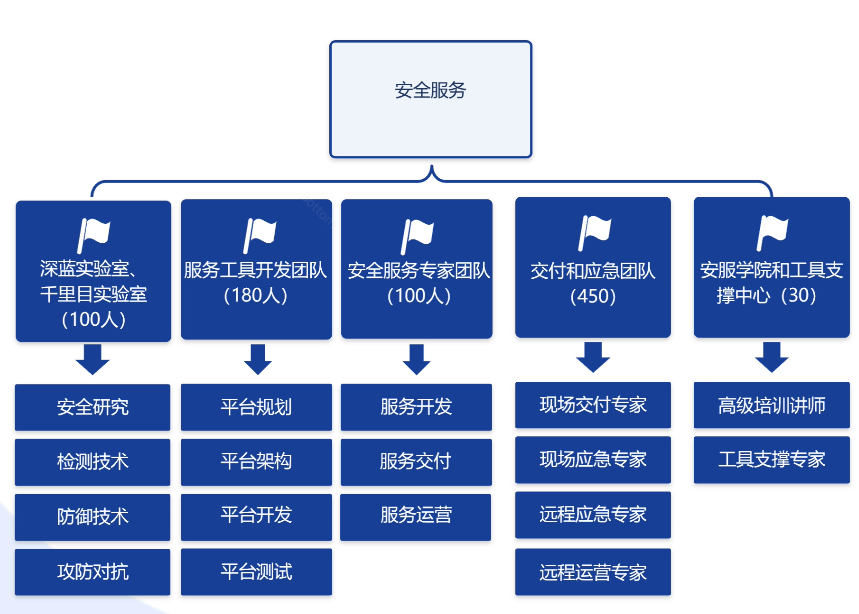 安全服务
深蓝实验室、
千里目实验室
（100人）
服务工具开发团队
（180人）
安全服务专家团队
（100人）
交付和应急团队
（450）
安服学院和工具支
撑中心（30）
安全研究
检测技术
防御技术
攻防对抗
平台规划
平台架构
平台开发
平台测试
服务开发
服务交付
服务运营
现场交付专家
现场应急专家
远程应急专家
远程运营专家
高级培训讲师
工具支撑专家